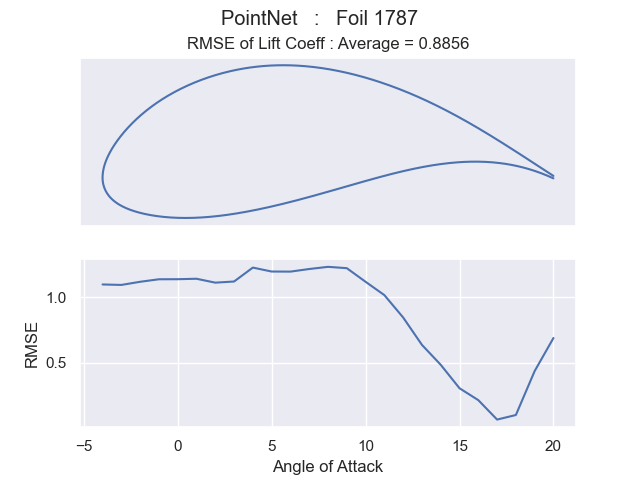 PointNet : Foil 1787
RMSE of Lift Coeff : Average = 0.8856
1.0
0.5
RMSE
−5 0 5 10 15 20
Angle of Attack